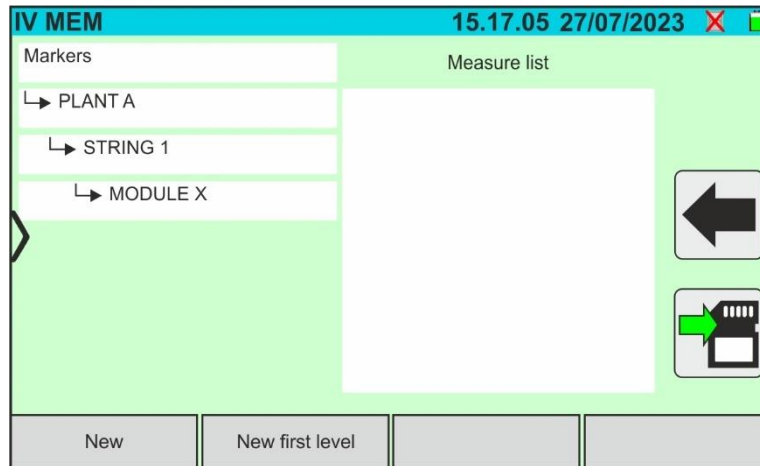 IV MEM 15.17.05 27/07/2023
Markers
Measure list
PLANT A
STRING 1
MODULE X
New
New first level